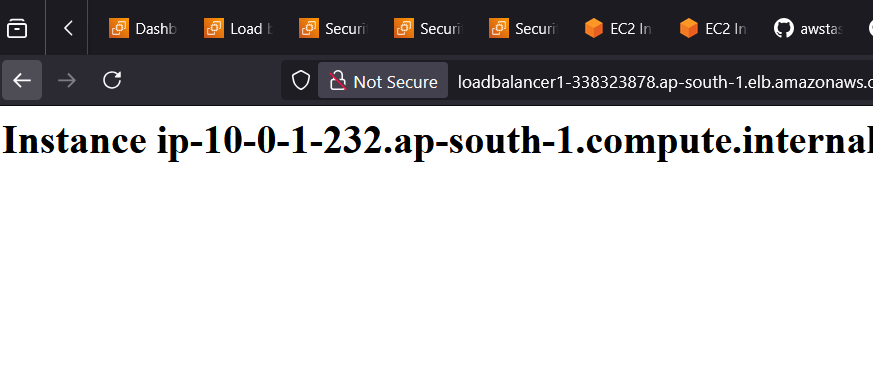 Dashb Load b Securi Securi Securi EC2 In EC2 In awstas
Not Secure loadbalancer1-338323878.ap-south-1.elb.amazonaws.c
Instance ip-10-0-1-232.ap-south-1.compute.internal